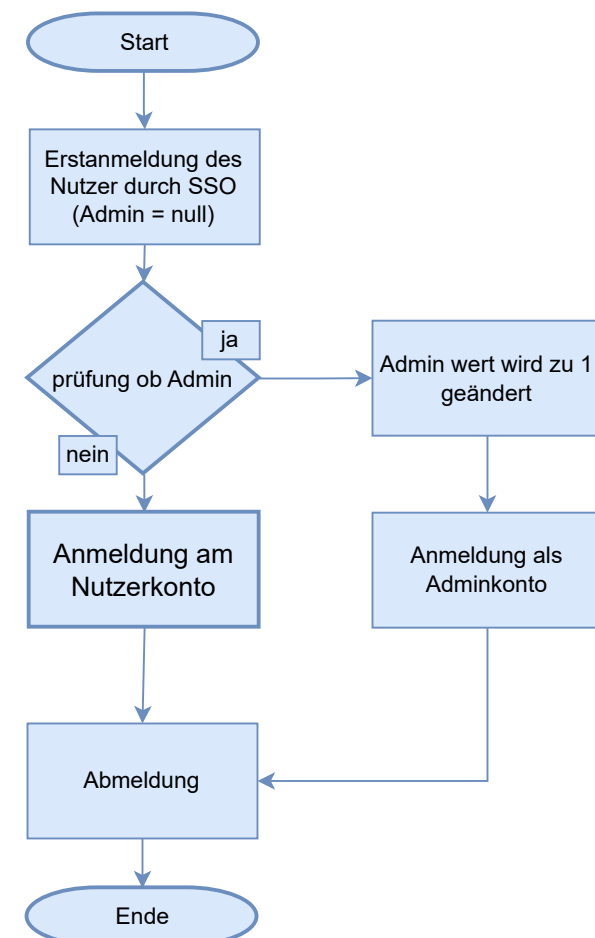 Start
Erstanmeldung des
Nutzer durch SSO
(Admin = null)
ja
prüfung ob Admin
nein
Admin wert wird zu 1
geändert
Anmeldung am
Nutzerkonto
Anmeldung als
Adminkonto
Abmeldung
Ende